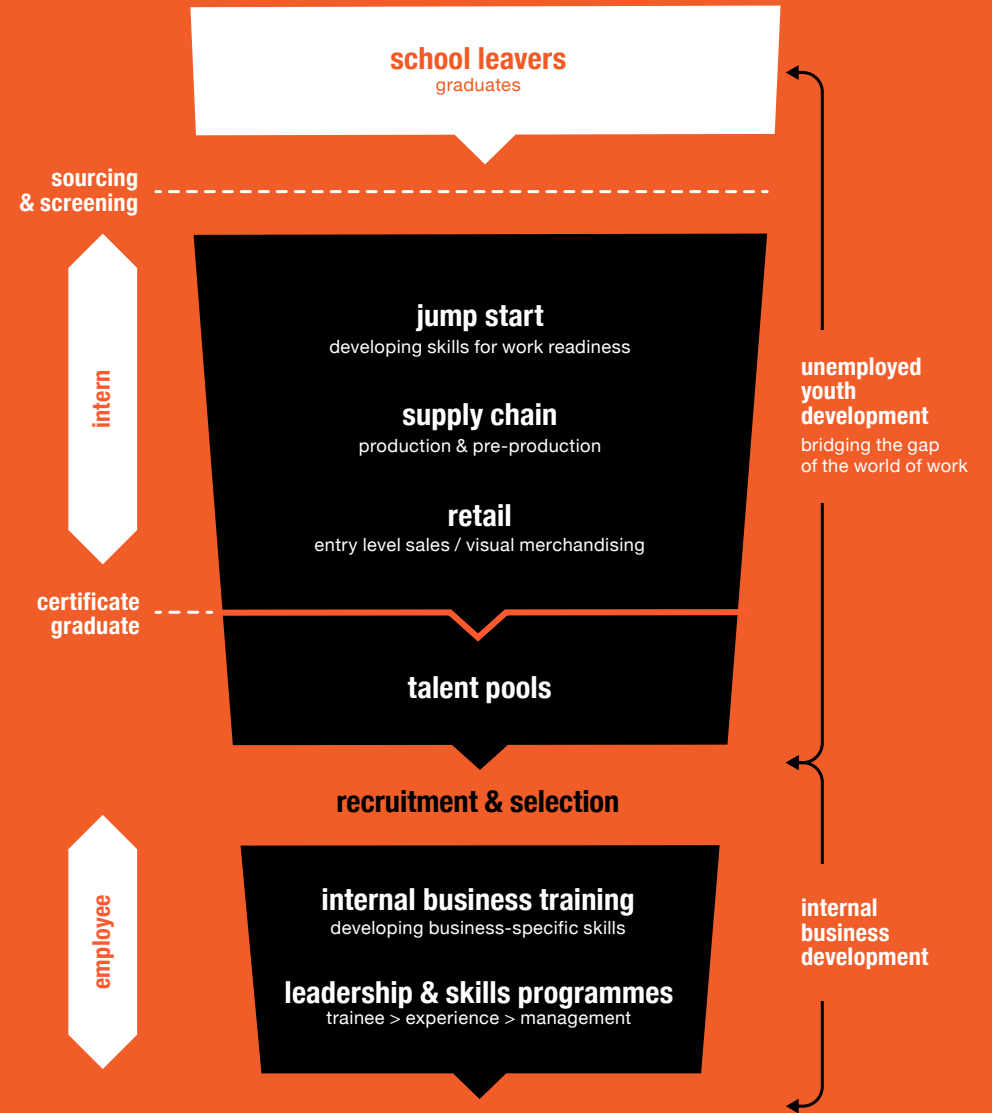 school leavers
graduates
sourcing
& screening
intern
jump start
developing skills for work readiness
supply chain
production & pre-production
retail
entry level sales / visual merchandising
unemployed
youth
development
bridging the gap
of the world of work
certificate
graduate
talent pools
recruitment & selection
employee
internal business training
developing business-specific skills
leadership & skills programmes
trainee > experience > management
internal
business
development